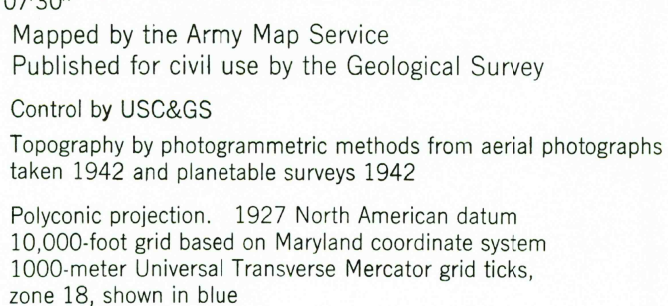 07'30"
Mapped by the Army Map Service
Published for civil use by the Geological Survey
Control by USC&GS
Topography by photogrammetric methods from aerial photographs
taken 1942 and planetable surveys 1942
Polyconic projection. 1927 North American datum
10,000-foot grid based on Maryland coordinate system
1000-meter Universal Transverse Mercator grid ticks,
zone 18, shown in blue